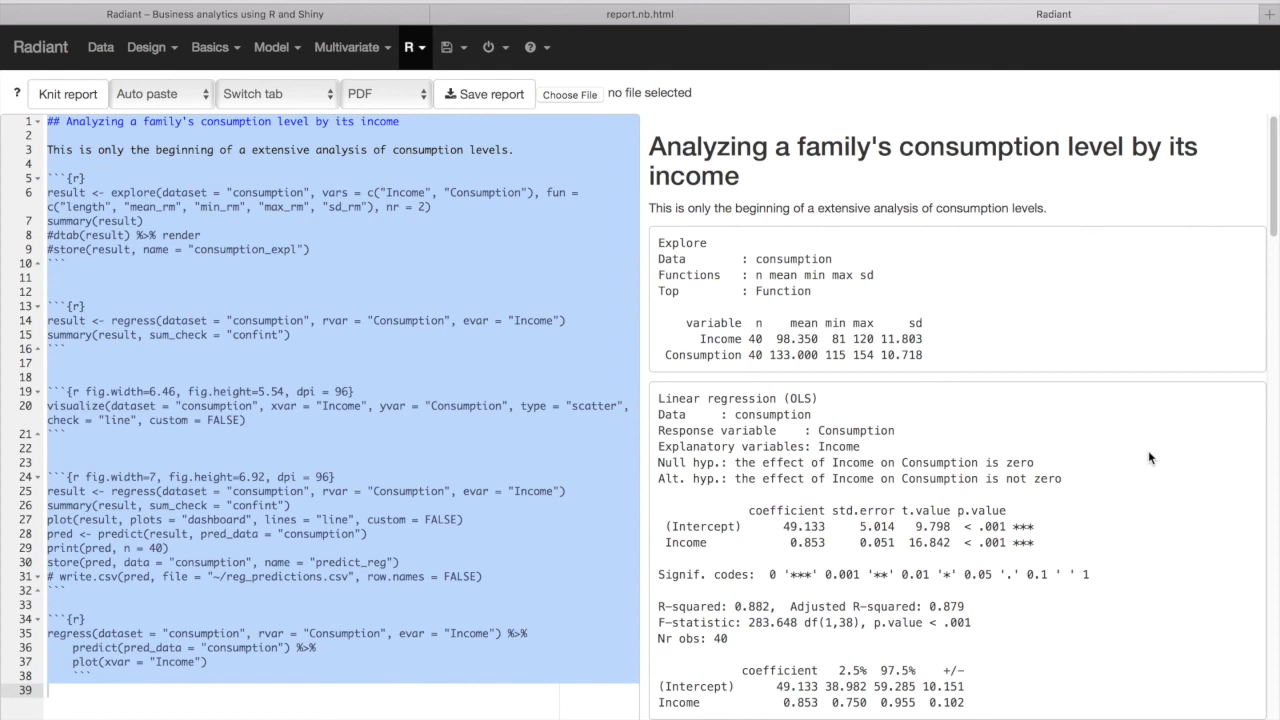 Radiant – Business analytics using R and Shiny
report.nb.html
Radiant
Radiant Data Design Basics Model Multivariate R
? Knit report Auto paste Switch tab PDF Save report Choose File no file selected
1 ## Analyzing a family's consumption level by its income
2
3 This is only the beginning of a extensive analysis of consumption levels.
4
5 ```{r}
6 result <- explore(dataset = "consumption", vars = c("Income", "Consumption"), fun =
c("length", "mean_rm", "min_rm", "max_rm", "sd_rm"), nr = 2)
7 summary(result)
8 #dtab(result) %>% render
9 #store(result, name = "consumption_expl")
10 ```
11
12
13 ```{r}
14 result <- regress(dataset = "consumption", rvar = "Consumption", evar = "Income")
15 summary(result, sum_check = "confint")
16 ```
17
18
19 ```{r fig.width=6.46, fig.height=5.54, dpi = 96}
20 visualize(dataset = "consumption", xvar = "Income", yvar = "Consumption", type = "scatter",
check = "line", custom = FALSE)
21 ```
22
23
24 ```{r fig.width=7, fig.height=6.92, dpi = 96}
25 result <- regress(dataset = "consumption", rvar = "Consumption", evar = "Income")
26 summary(result, sum_check = "confint")
27 plot(result, plots = "dashboard", lines = "line", custom = FALSE)
28 pred <- predict(result, pred_data = "consumption")
29 print(pred, n = 40)
30 store(pred, data = "consumption", name = "predict_reg")
31 # write.csv(pred, file = "~/reg_predictions.csv", row.names = FALSE)
32 ```
33
34 ```{r}
35 regress(dataset = "consumption", rvar = "Consumption", evar = "Income") %>%
36 predict(pred_data = "consumption") %>%
37 plot(xvar = "Income")
38 ```
39
Analyzing a family's consumption level by its
income
This is only the beginning of a extensive analysis of consumption levels.
Explore
Data : consumption
Functions : n mean min max sd
Top : Function
variable n mean min max sd
Income 40 98.350 81 120 11.803
Consumption 40 133.000 115 154 10.718
Linear regression (OLS)
Data : consumption
Response variable : Consumption
Explanatory variables: Income
Null hyp.: the effect of Income on Consumption is zero
Alt. hyp.: the effect of Income on Consumption is not zero
coefficient std.error t.value p.value
(Intercept) 49.133 5.014 9.798 < .001 ***
Income 0.853 0.051 16.842 < .001 ***
Signif. codes: 0 '***' 0.001 '**' 0.01 '*' 0.05 '.' 0.1 ' ' 1
R-squared: 0.882, Adjusted R-squared: 0.879
F-statistic: 283.648 df(1,38), p.value < .001
Nr obs: 40
coefficient 2.5% 97.5% +/-
(Intercept) 49.133 38.982 59.285 10.151
Income 0.853 0.750 0.955 0.102